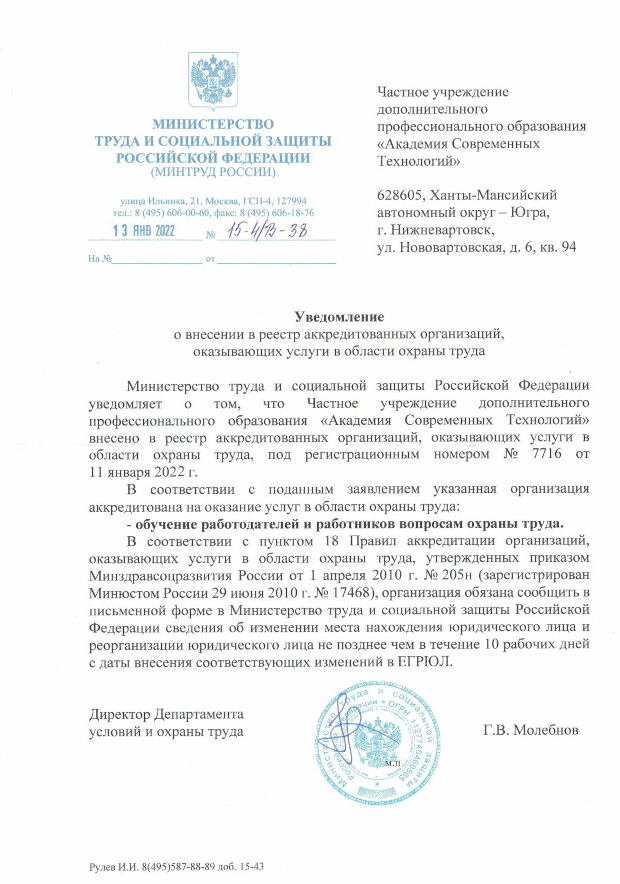 МИНИСТЕРСТВО
ТРУДА И СОЦИАЛЬНОЙ ЗАЩИТЫ
РОССИЙСКОЙ ФЕДЕРАЦИИ
(МИНТРУД РОССИИ)
улица Ильинка, 21, Москва, ГСП-4, 127994
тел.: 8 (495) 606-00-60, факс: 8 (495) 606-18-76
13 ЯНВ 2022 № 15-4/В-38
На № от
Частное учреждение
дополнительного
профессионального образования
«Академия Современных
Технологий»
628605, Ханты-Мансийский
автономный округ – Югра,
г. Нижневартовск,
ул. Нововартовская, д. 6, кв. 94
Уведомление
о внесении в реестр аккредитованных организаций,
оказывающих услуги в области охраны труда
Министерство труда и социальной защиты Российской Федерации
уведомляет о том, что Частное учреждение дополнительного
профессионального образования «Академия Современных Технологий»
внесено в реестр аккредитованных организаций, оказывающих услуги в
области охраны труда, под регистрационным номером № 7716 от
11 января 2022 г.
В соответствии с поданным заявлением указанная организация
аккредитована на оказание услуг в области охраны труда:
- обучение работодателей и работников вопросам охраны труда.
В соответствии с пунктом 18 Правил аккредитации организаций,
оказывающих услуги в области охраны труда, утвержденных приказом
Минздравсоцразвития России от 1 апреля 2010 г. № 205н (зарегистрирован
Минюстом России 29 июня 2010 г. № 17468), организация обязана сообщить в
письменной форме в Министерство труда и социальной защиты Российской
Федерации сведения об изменении места нахождения юридического лица и
реорганизации юридического лица не позднее чем в течение 10 рабочих дней
с даты внесения соответствующих изменений в ЕГРЮЛ.
Директор Департамента
условий и охраны труда
Министерство труда и социальной защиты
Российской Федерации • ОГРН 1127746460885
м.п.
Г.В. Молебнов
Рулев И.И. 8(495)587-88-89 доб. 15-43